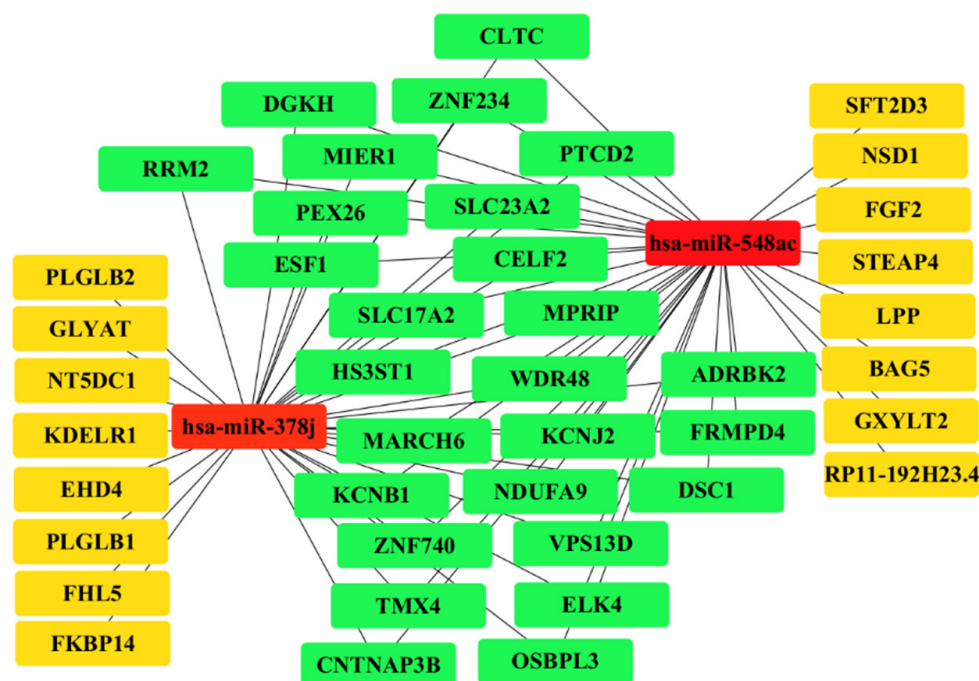 CLTC
DGKH
ZNF234
SFT2D3
RRM2
MIER1
PTCD2
NSD1
PEX26
SLC23A2
FGF2
hsa-miR-548ac
ESF1
CELF2
STEAP4
PLGLB2
GLYAT
SLC17A2
MPRIP
LPP
NT5DC1
HS3ST1
WDR48
ADRBK2
BAG5
hsa-miR-378j
KDELR1
MARCH6
KCNJ2
FRMPD4
GXYLT2
EHD4
KCNB1
NDUFA9
DSC1
RP11-192H23.4
PLGLB1
ZNF740
VPS13D
FHL5
TMX4
ELK4
FKBP14
CNTNAP3B
OSBPL3